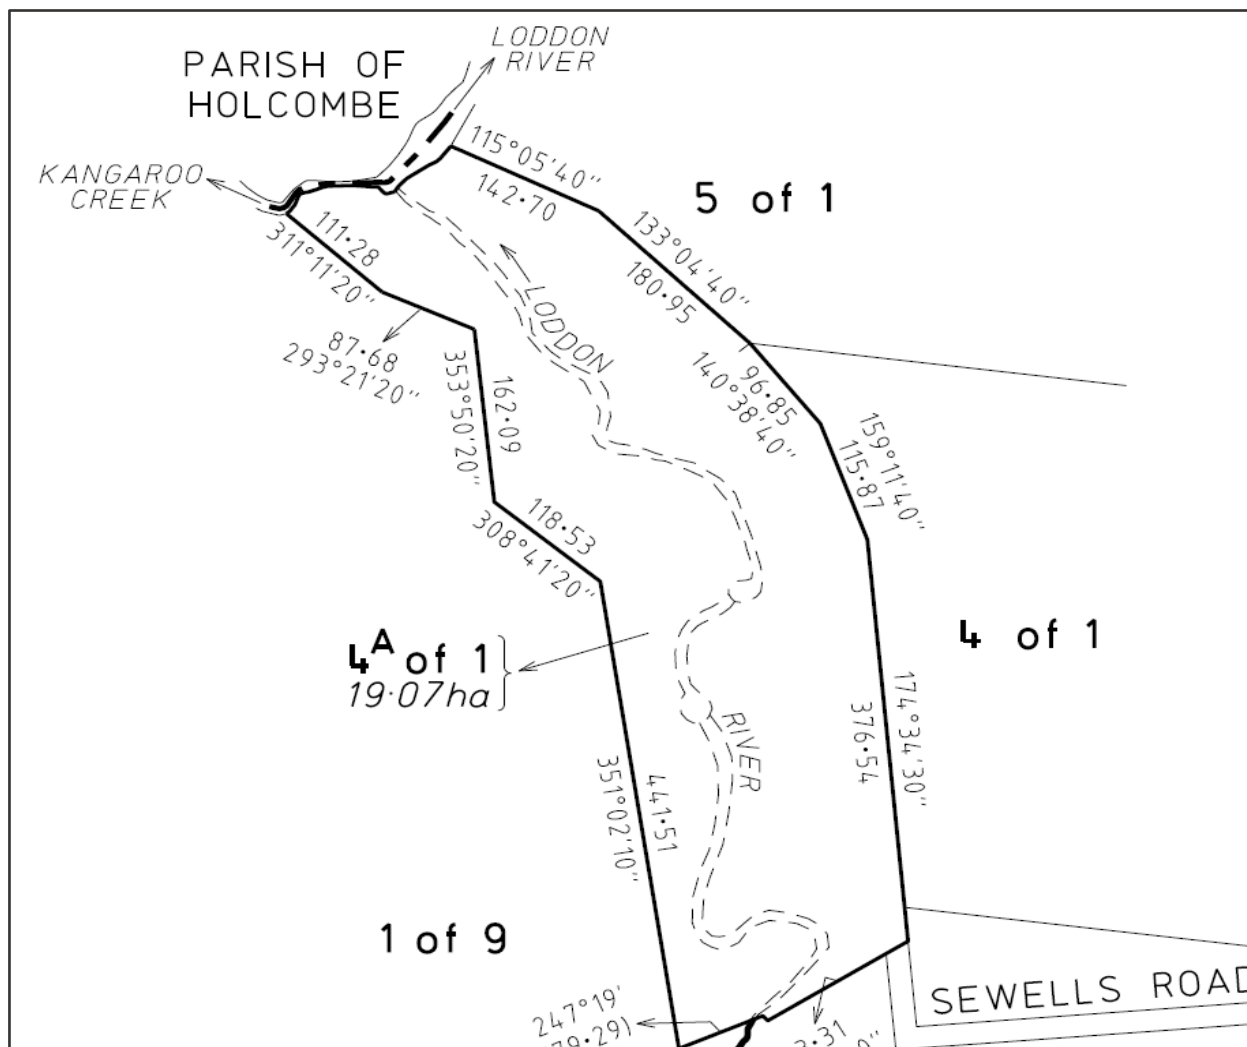 LODDON
RIVER
PARISH OF
HOLCOMBE
KANGAROO
CREEK
115°05'40"
142·70
5 of 1
133°04'40"
180·95
111·28
311°11'20"
LODDON
87·68
293°21'20"
353°50'20"
162·09
96·85
140°38'40"
159°11'40"
115·87
118·53
308°41'20"
4A of 1
19·07ha
4 of 1
174°34'30"
376·54
RIVER
351°02'10"
441·51
1 of 9
247°19'
79·29)
SEWELLS ROAD
·31